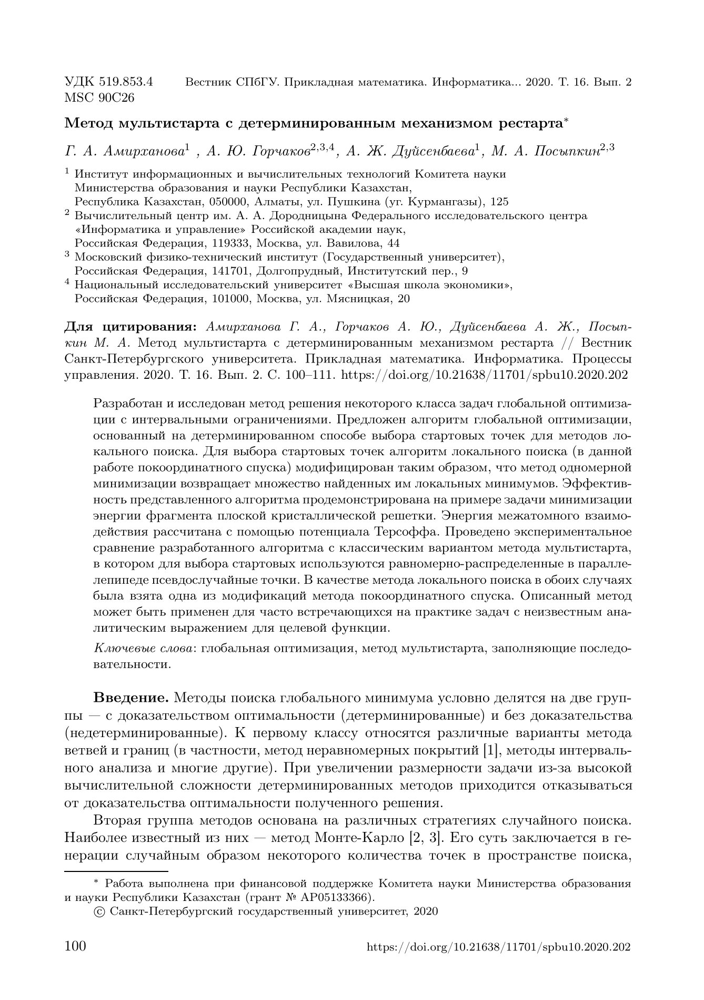 УДК 519.853.4 Вестник СПбГУ. Прикладная математика. Информатика... 2020. Т. 16. Вып. 2
MSC 90C26
Метод мультистарта с детерминированным механизмом рестарта*
Г. А. Амирханова1 , А. Ю. Горчаков2,3,4, А. Ж. Дуйсенбаева1, М. А. Посыпкин2,3
1 Институт информационных и вычислительных технологий Комитета науки
Министерства образования и науки Республики Казахстан,
Республика Казахстан, 050000, Алматы, ул. Пушкина (уг. Курмангазы), 125
2 Вычислительный центр им. А. А. Дородницына Федерального исследовательского центра
«Информатика и управление» Российской академии наук,
Российская Федерация, 119333, Москва, ул. Вавилова, 44
3 Московский физико-технический институт (Государственный университет),
Российская Федерация, 141701, Долгопрудный, Институтский пер., 9
4 Национальный исследовательский университет «Высшая школа экономики»,
Российская Федерация, 101000, Москва, ул. Мясницкая, 20
Для цитирования: Амирханова Г. А., Горчаков А. Ю., Дуйсенбаева А. Ж., Посып-
кин М. А. Метод мультистарта с детерминированным механизмом рестарта // Вестник
Санкт-Петербургского университета. Прикладная математика. Информатика. Процессы
управления. 2020. Т. 16. Вып. 2. С. 100–111. https://doi.org/10.21638/11701/spbu10.2020.202
Разработан и исследован метод решения некоторого класса задач глобальной оптимиза-
ции с интервальными ограничениями. Предложен алгоритм глобальной оптимизации,
основанный на детерминированном способе выбора стартовых точек для методов ло-
кального поиска. Для выбора стартовых точек алгоритм локального поиска (в данной
работе покоординатного спуска) модифицирован таким образом, что метод одномерной
минимизации возвращает множество найденных им локальных минимумов. Эффектив-
ность представленного алгоритма продемонстрирована на примере задачи минимизации
энергии фрагмента плоской кристаллической решетки. Энергия межатомного взаимо-
действия рассчитана с помощью потенциала Терсоффа. Проведено экспериментальное
сравнение разработанного алгоритма с классическим вариантом метода мультистарта,
в котором для выбора стартовых используются равномерно-распределенные в паралле-
лепипеде псевдослучайные точки. В качестве метода локального поиска в обоих случаях
была взята одна из модификаций метода покоординатного спуска. Описанный метод
может быть применен для часто встречающихся на практике задач с неизвестным ана-
литическим выражением для целевой функции.
Ключевые слова: глобальная оптимизация, метод мультистарта, заполняющие последо-
вательности.
Введение. Методы поиска глобального минимума условно делятся на две груп-
пы — с доказательством оптимальности (детерминированные) и без доказательства
(недетерминированные). К первому классу относятся различные варианты метода
ветвей и границ (в частности, метод неравномерных покрытий [1], методы интерваль-
ного анализа и многие другие). При увеличении размерности задачи из-за высокой
вычислительной сложности детерминированных методов приходится отказываться
от доказательства оптимальности полученного решения.
Вторая группа методов основана на различных стратегиях случайного поиска.
Наиболее известный из них — метод Монте-Карло [2, 3]. Его суть заключается в ге-
нерации случайным образом некоторого количества точек в пространстве поиска,
* Работа выполнена при финансовой поддержке Комитета науки Министерства образования
и науки Республики Казахстан (грант № AP05133366).
© Санкт-Петербургский государственный университет, 2020
100 https://doi.org/10.21638/11701/spbu10.2020.202